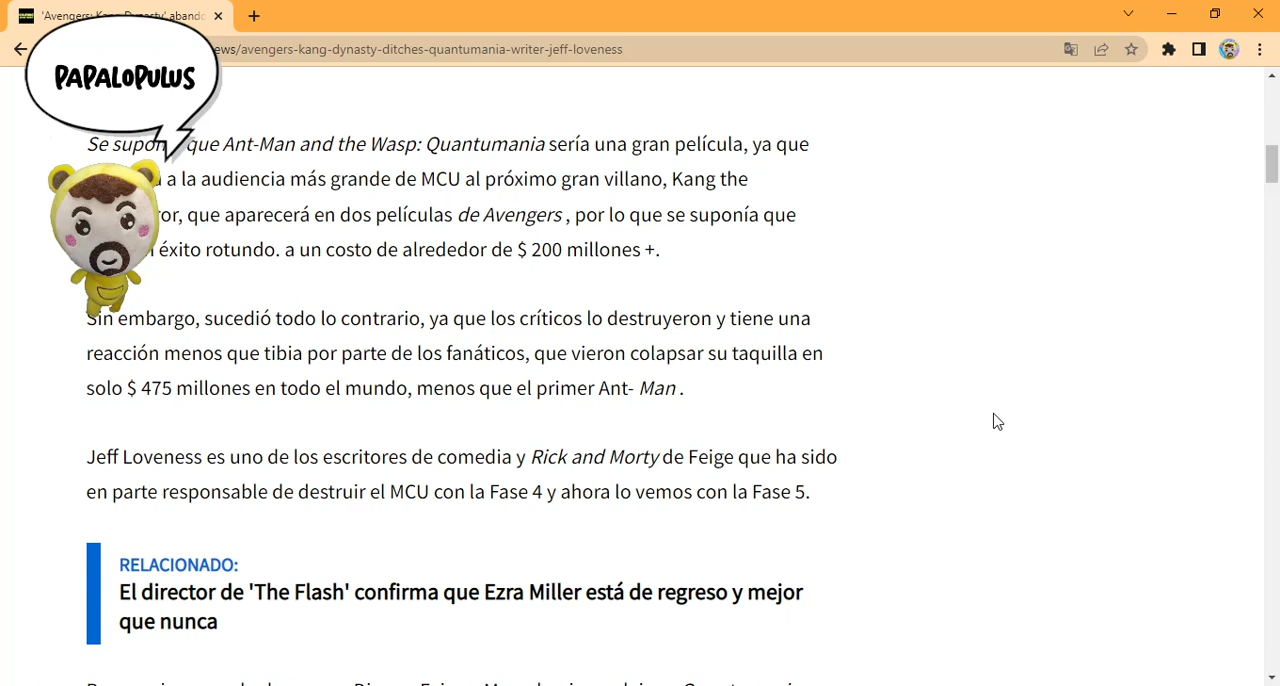 'Avengers: Kang Dynasty' aband
ews/avengers-kang-dynasty-ditches-quantumania-writer-jeff-loveness
PAPALOPULUS
Se supon que Ant-Man and the Wasp: Quantumania sería una gran película, ya que
a la audiencia más grande de MCU al próximo gran villano, Kang the
ror, que aparecerá en dos películas de Avengers , por lo que se suponía que
éxito rotundo. a un costo de alrededor de $ 200 millones +.
Sin embargo, sucedió todo lo contrario, ya que los críticos lo destruyeron y tiene una
reacción menos que tibia por parte de los fanáticos, que vieron colapsar su taquilla en
solo $ 475 millones en todo el mundo, menos que el primer Ant- Man .
Jeff Loveness es uno de los escritores de comedia y Rick and Morty de Feige que ha sido
en parte responsable de destruir el MCU con la Fase 4 y ahora lo vemos con la Fase 5.
RELACIONADO:
El director de 'The Flash' confirma que Ezra Miller está de regreso y mejor
que nunca